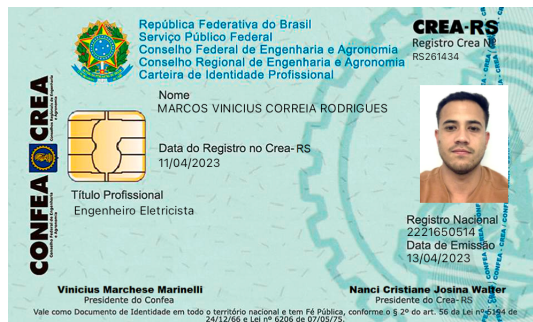 República Federativa do Brasil
Serviço Público Federal
Conselho Federal de Engenharia e Agronomia
Conselho Regional de Engenharia e Agronomia
Carteira de Identidade Profissional
CREA-RS
Registro Crea Nº
RS261434
Nome
MARCOS VINICIUS CORREIA RODRIGUES
CONFEA CREA
Data do Registro no Crea-RS
11/04/2023
Título Profissional
Engenheiro Eletricista
Registro Nacional
2221650514
Data de Emissão
13/04/2023
Vinicius Marchese Marinelli
Presidente do Confea
Nanci Cristiane Josina Walter
Presidente do Crea-RS
Vale como Documento de Identidade em todo o território nacional e tem Fé Pública, conforme o § 2º do art. 56 da Lei nº 5194 de
24/12/66 e Lei nº 6206 de 07/05/75.